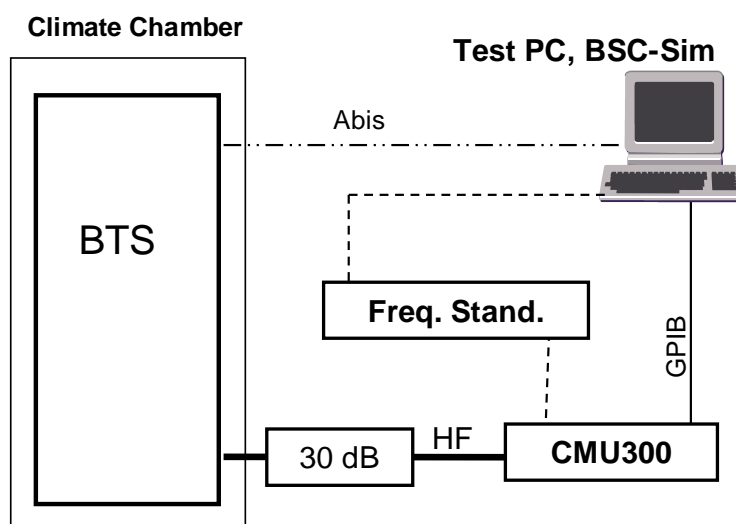 Climate Chamber
Test PC, BSC-Sim
Abis
BTS
Freq. Stand.
GPIB
30 dB
HF
CMU300